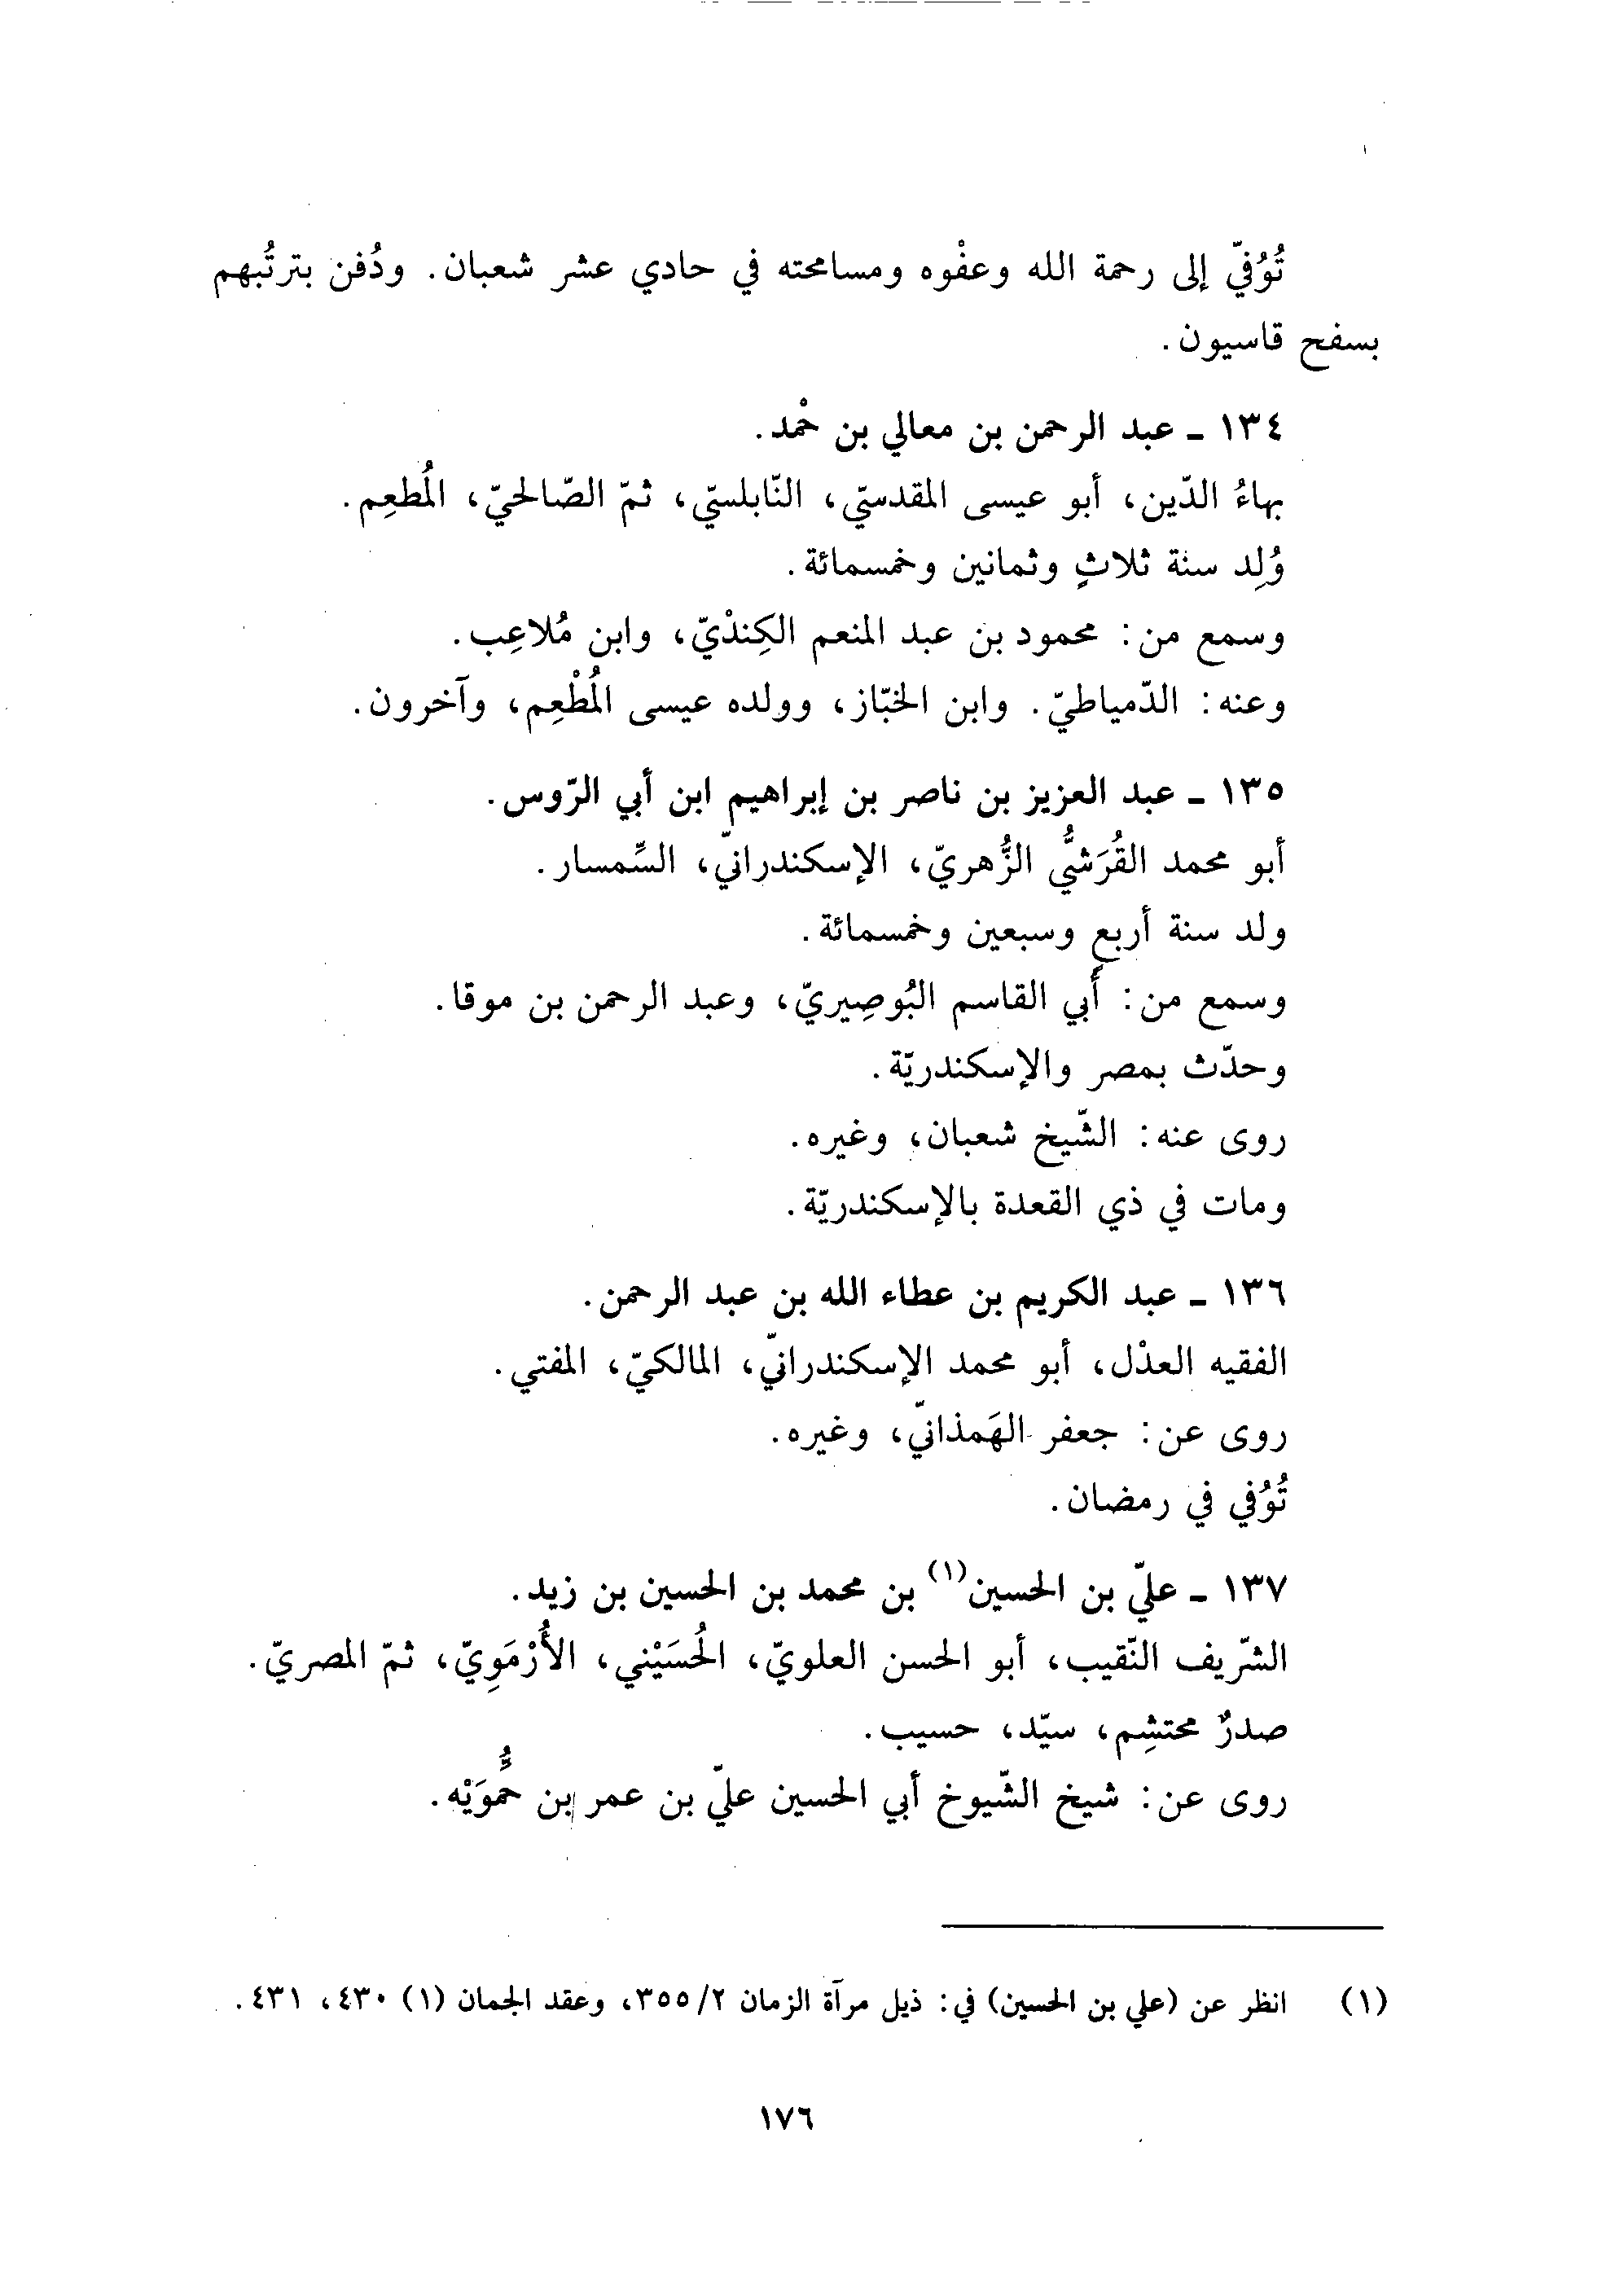 تُوُفّي إلى رحمة الله وعفْوه ومسامحته في حادي عشر شعبان. ودُفن بترتُبهم
بسفح قاسيون.
١٣٤ ـ عبد الرحمن بن معالي بن حْمد.
بهاءُ الدّين، أبو عيسى المقدسيّ، النّابلسيّ، ثمّ الصّالحيّ، المُطعِم.
وُلِد سنة ثلاثٍ وثمانين وخمسمائة.
وسمع من: محمود بن عبد المنعم الكِندْيّ، وابن مُلاعِب.
وعنه: الدّمياطيّ. وابن الخبّاز، وولده عيسى المُطْعِم، وآخرون.
١٣٥ ـ عبد العزيز بن ناصر بن إبراهيم ابن أبي الرّوس.
أبو محمد القُرَشيُّ الزُّهريّ، الإسكندرانيّ، السِّمسار.
ولد سنة أربعٍ وسبعين وخمسمائة.
وسمع من: أبي القاسم البُوصِيريّ، وعبد الرحمن بن موقا.
وحدّث بمصر والإسكندريّة.
روى عنه: الشّيخ شعبان، وغيره.
ومات في ذي القعدة بالإسكندريّة.
١٣٦ ـ عبد الكريم بن عطاء الله بن عبد الرحمن.
الفقيه العدْل، أبو محمد الإسكندرانيّ، المالكيّ، المفتي.
روى عن: جعفر الهَمذانيّ، وغيره.
تُوُفي في رمضان.
١٣٧ ـ عليّ بن الحسين(١) بن محمد بن الحسين بن زيد.
الشّريف النّقيب، أبو الحسن العلويّ، الحُسَيْني، الأُرْمَوِيّ، ثمّ المصريّ.
صدرٌ محتشِم، سيّد، حسيب.
روى عن: شيخ الشّيوخ أبي الحسين عليّ بن عمر بن حمُّوَيْه.
(١) انظر عن (علي بن الحسين) في: ذيل مرآة الزمان ٢/ ٣٥٥، وعقد الجمان (١) ٤٣٠، ٤٣١.
١٧٦